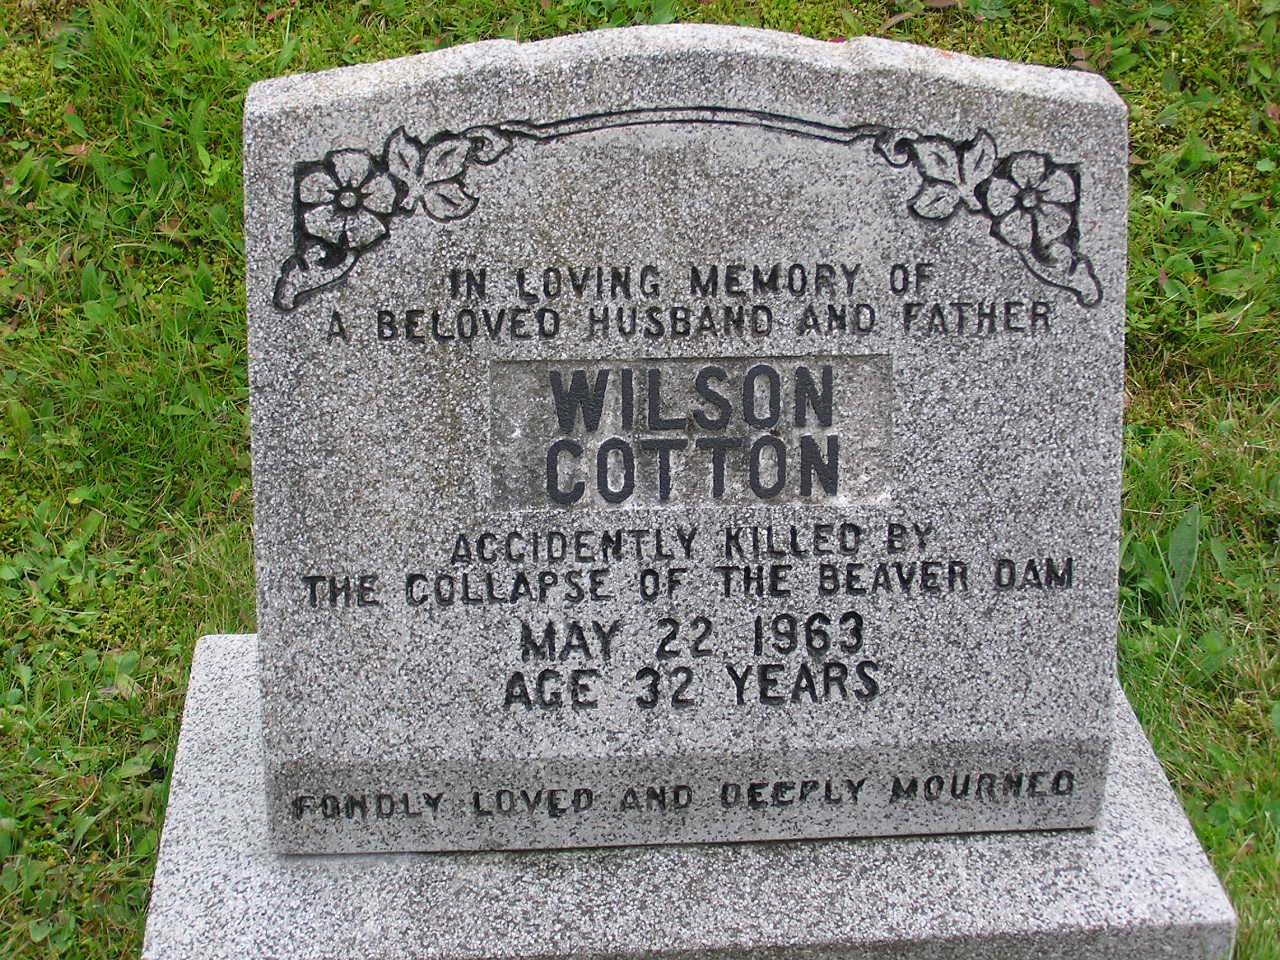 IN LOVING MEMORY OF
A BELOVED HUSBAND AND FATHER
WILSON
COTTON
ACCIDENTLY KILLED BY
THE COLLAPSE OF THE BEAVER DAM
MAY 22, 1963
AGE 32 YEARS
FONDLY LOVED AND DEEPLY MOURNED